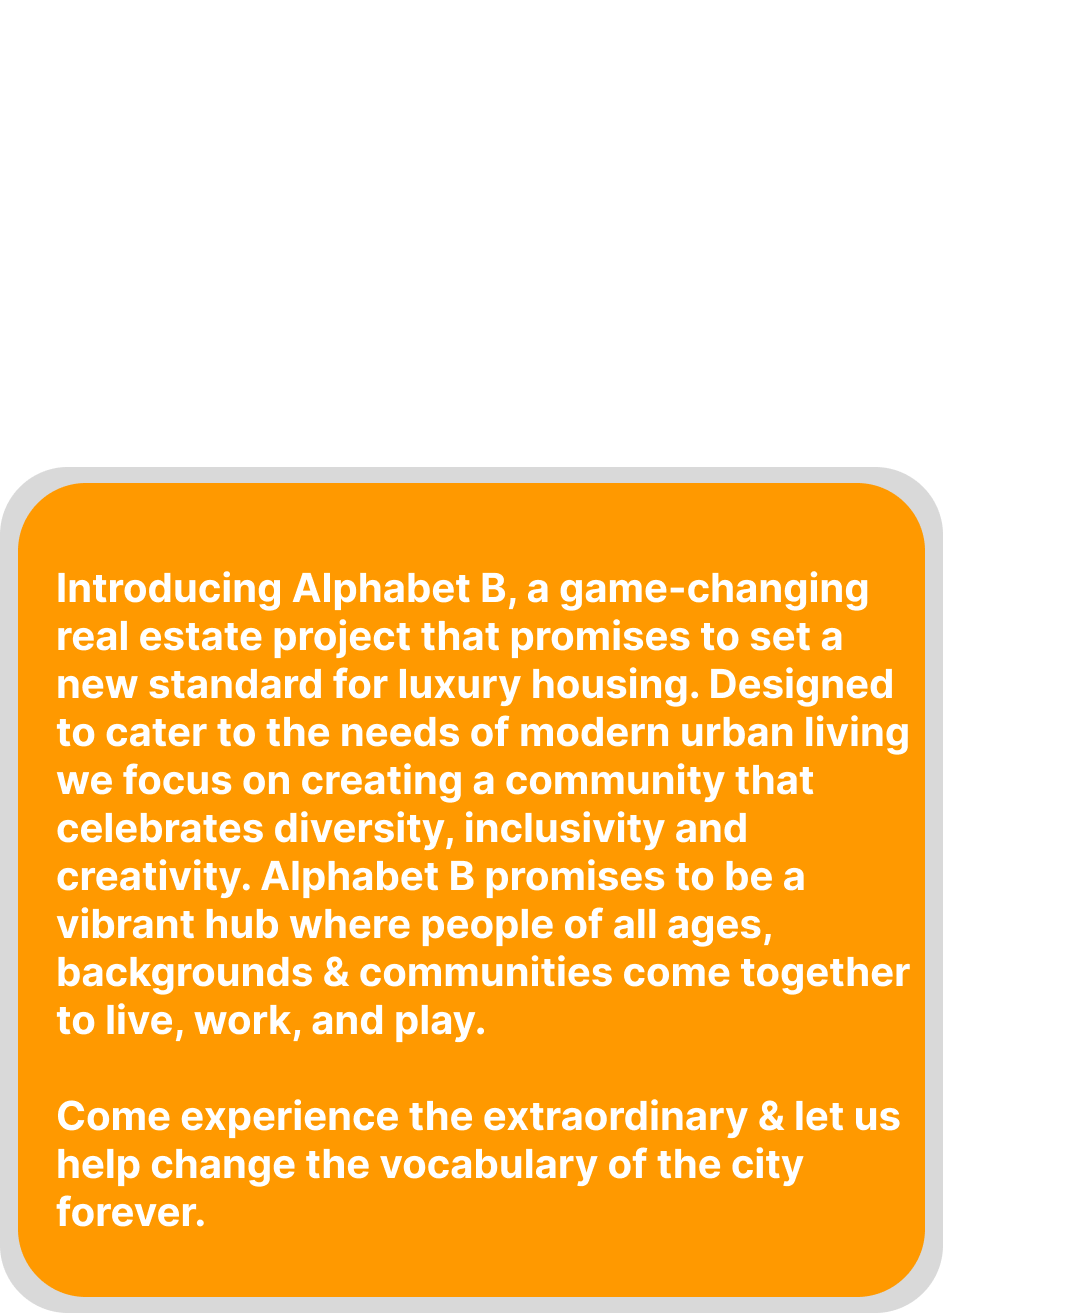 Introducing Alphabet B, a game-changing
real estate project that promises to set a
new standard for luxury housing. Designed
to cater to the needs of modern urban living
we focus on creating a community that
celebrates diversity, inclusivity and
creativity. Alphabet B promises to be a
vibrant hub where people of all ages,
backgrounds & communities come together
to live, work, and play.
Come experience the extraordinary & let us
help change the vocabulary of the city
forever.